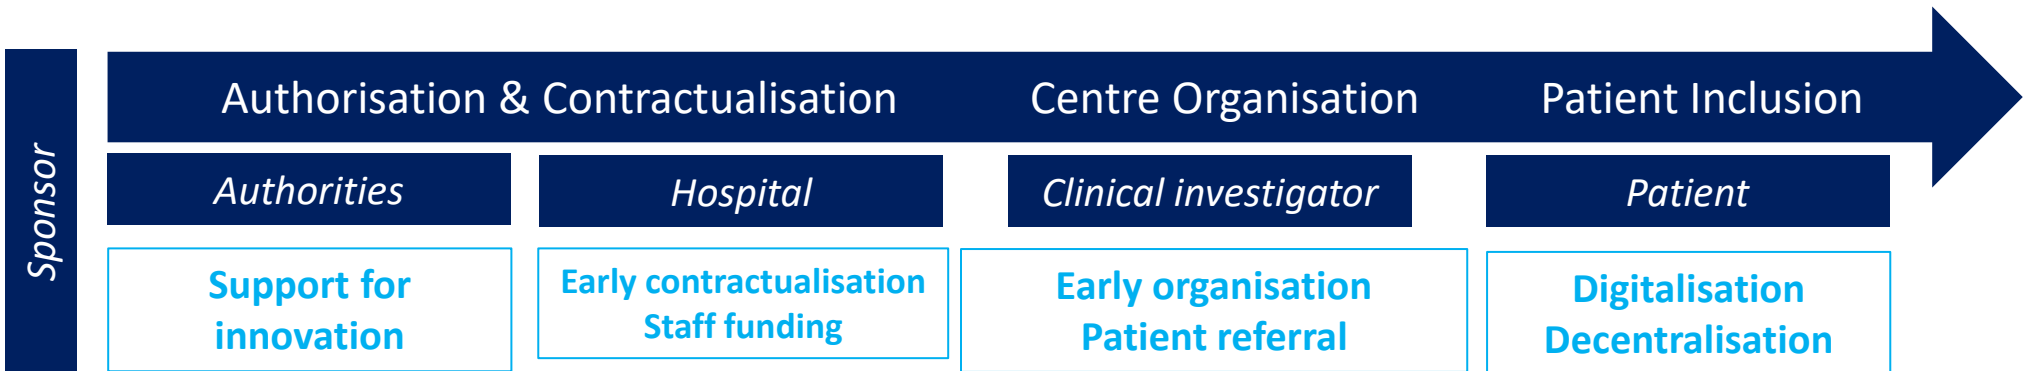 Sponsor
Authorisation & Contractualisation
Centre Organisation
Patient Inclusion
Authorities
Hospital
Clinical investigator
Patient
Support for
innovation
Early contractualisation
Staff funding
Early organisation
Patient referral
Digitalisation
Decentralisation